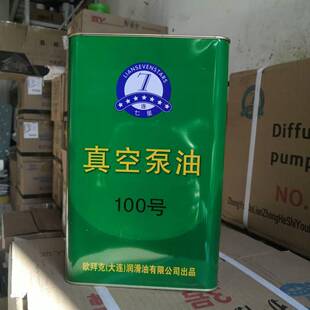 LIANSEVENSTARS
7
连
七星
真空泵油
100号
欧拜克(大连)润滑油有限公司出品
Diffu
pump
NO.